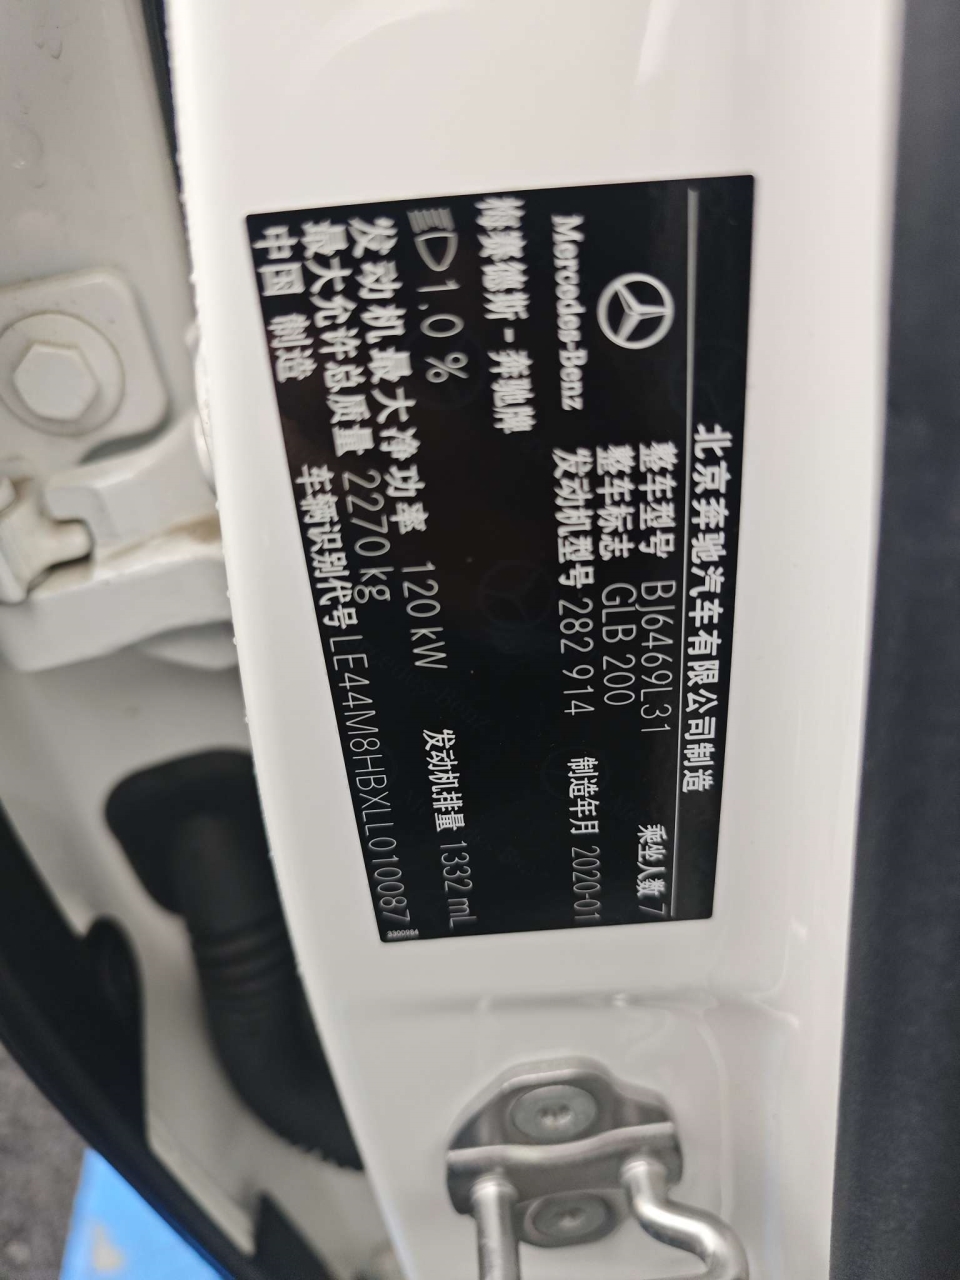 北京奔驰汽车有限公司制造
Mercedes-Benz
整车型号 BJ6469L31 乘坐人数 7
整车标志 GLB 200
发动机型号 282 914 制造年月 2020-01
梅赛德斯-奔驰牌
1,0 %
发动机最大净功率 120 kW 发动机排量 1332 mL
最大允许总质量 2270 kg
中国 制造 车辆识别代号 LE44M8HBXLL010087
3300984